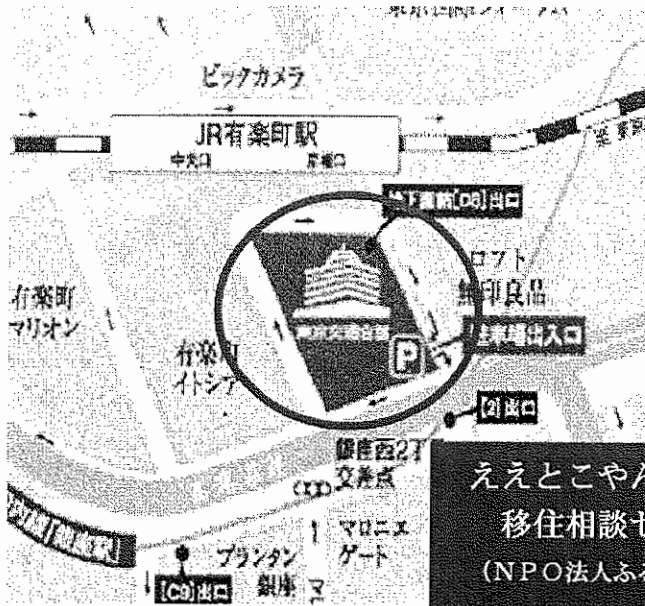 ビックカメラ
JR有楽町駅
中央口
京橋口
地下通路[D8]出口
ロフト
無印良品
有楽町
マリオン
有楽町
イトシア
東京交通会館
P
駐車場出入口
[2]出口
銀座西2丁
交差点
マロニエ
ゲート
プランタン
銀座
マ
[C9]出口
ええとこやん
移住相談セ
(NPO法人ふる